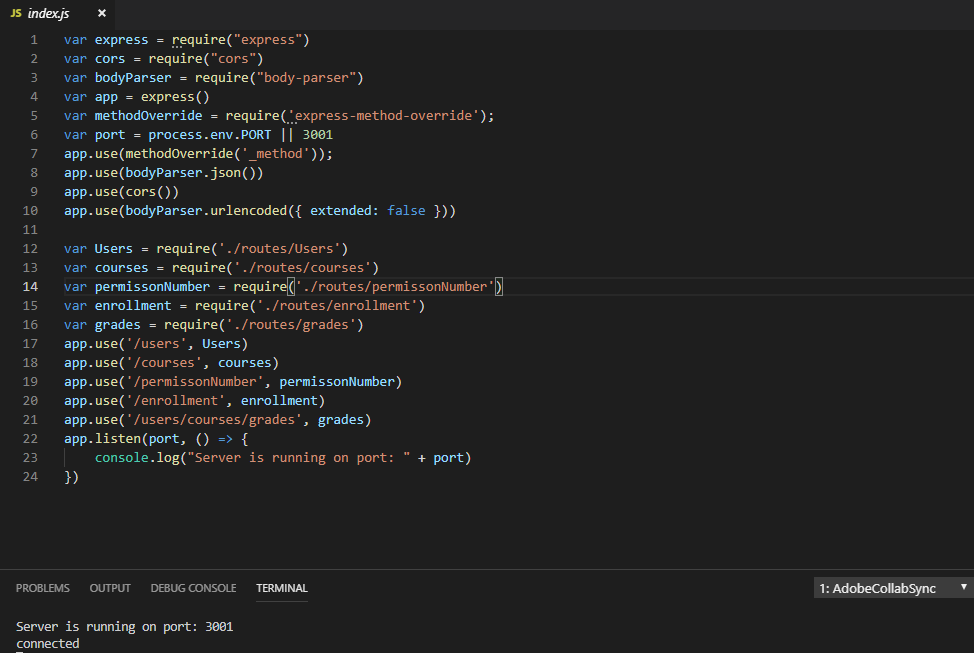 JS index.js ×
1 var express = require("express")
2 var cors = require("cors")
3 var bodyParser = require("body-parser")
4 var app = express()
5 var methodOverride = require('express-method-override');
6 var port = process.env.PORT || 3001
7 app.use(methodOverride('_method'));
8 app.use(bodyParser.json())
9 app.use(cors())
10 app.use(bodyParser.urlencoded({ extended: false }))
11
12 var Users = require('./routes/Users')
13 var courses = require('./routes/courses')
14 var permissonNumber = require('./routes/permissonNumber')
15 var enrollment = require('./routes/enrollment')
16 var grades = require('./routes/grades')
17 app.use('/users', Users)
18 app.use('/courses', courses)
19 app.use('/permissonNumber', permissonNumber)
20 app.use('/enrollment', enrollment)
21 app.use('/users/courses/grades', grades)
22 app.listen(port, () => {
23     console.log("Server is running on port: " + port)
24 })
PROBLEMS OUTPUT DEBUG CONSOLE TERMINAL 1: AdobeCollabSync
Server is running on port: 3001
connected